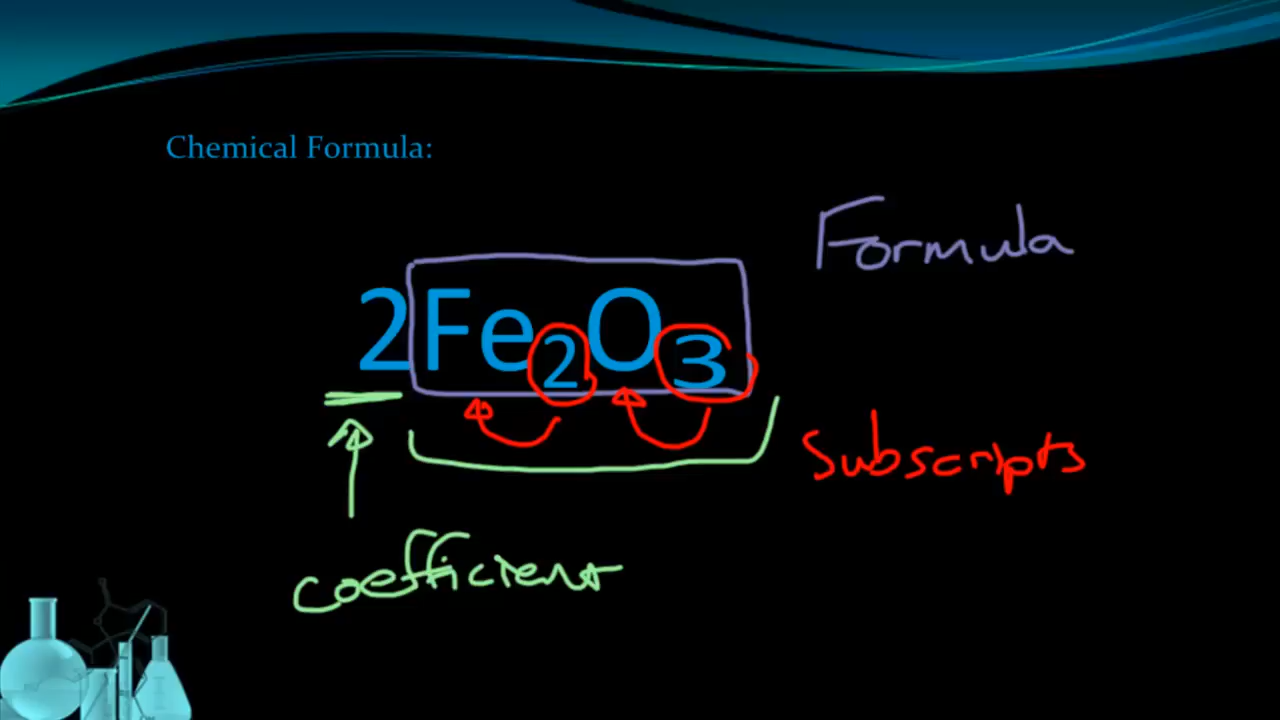 Chemical Formula:
Formula
2Fe₂O₃
Subscripts
coefficient